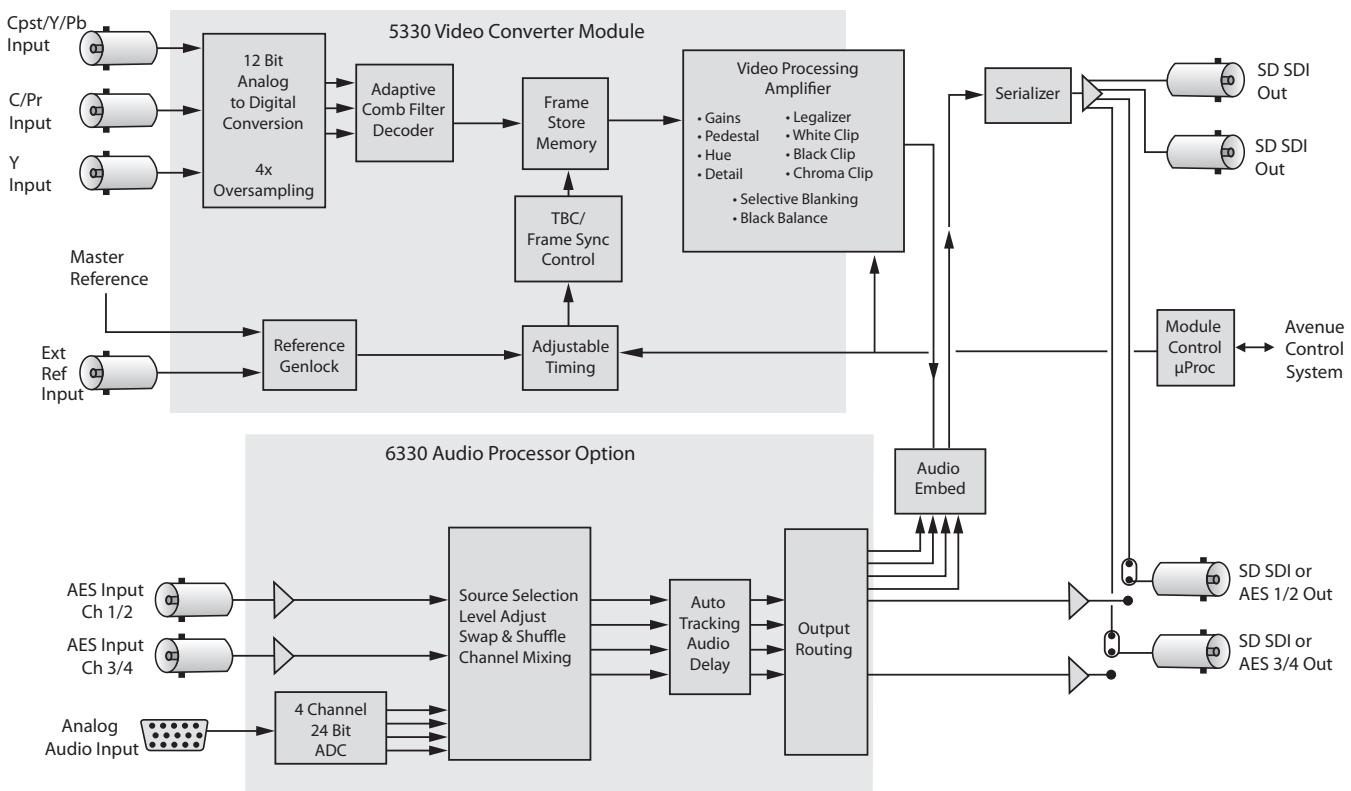 Cpst/Y/Pb
Input
C/Pr
Input
Y
Input
5330 Video Converter Module
12 Bit
Analog
to Digital
Conversion
4x
Oversampling
Adaptive
Comb Filter
Decoder
Frame
Store
Memory
Video Processing
Amplifier
• Gains
• Pedestal
• Hue
• Detail
• Legalizer
• White Clip
• Black Clip
• Chroma Clip
• Selective Blanking
• Black Balance
Serializer
SD SDI
Out
SD SDI
Out
TBC/
Frame Sync
Control
Master
Reference
Ext
Ref
Input
Reference
Genlock
Adjustable
Timing
Module
Control
µProc
Avenue
Control
System
6330 Audio Processor Option
Audio
Embed
AES Input
Ch 1/2
AES Input
Ch 3/4
Analog
Audio Input
4 Channel
24 Bit
ADC
Source Selection
Level Adjust
Swap & Shuffle
Channel Mixing
Auto
Tracking
Audio
Delay
Output
Routing
SD SDI or
AES 1/2 Out
SD SDI or
AES 3/4 Out